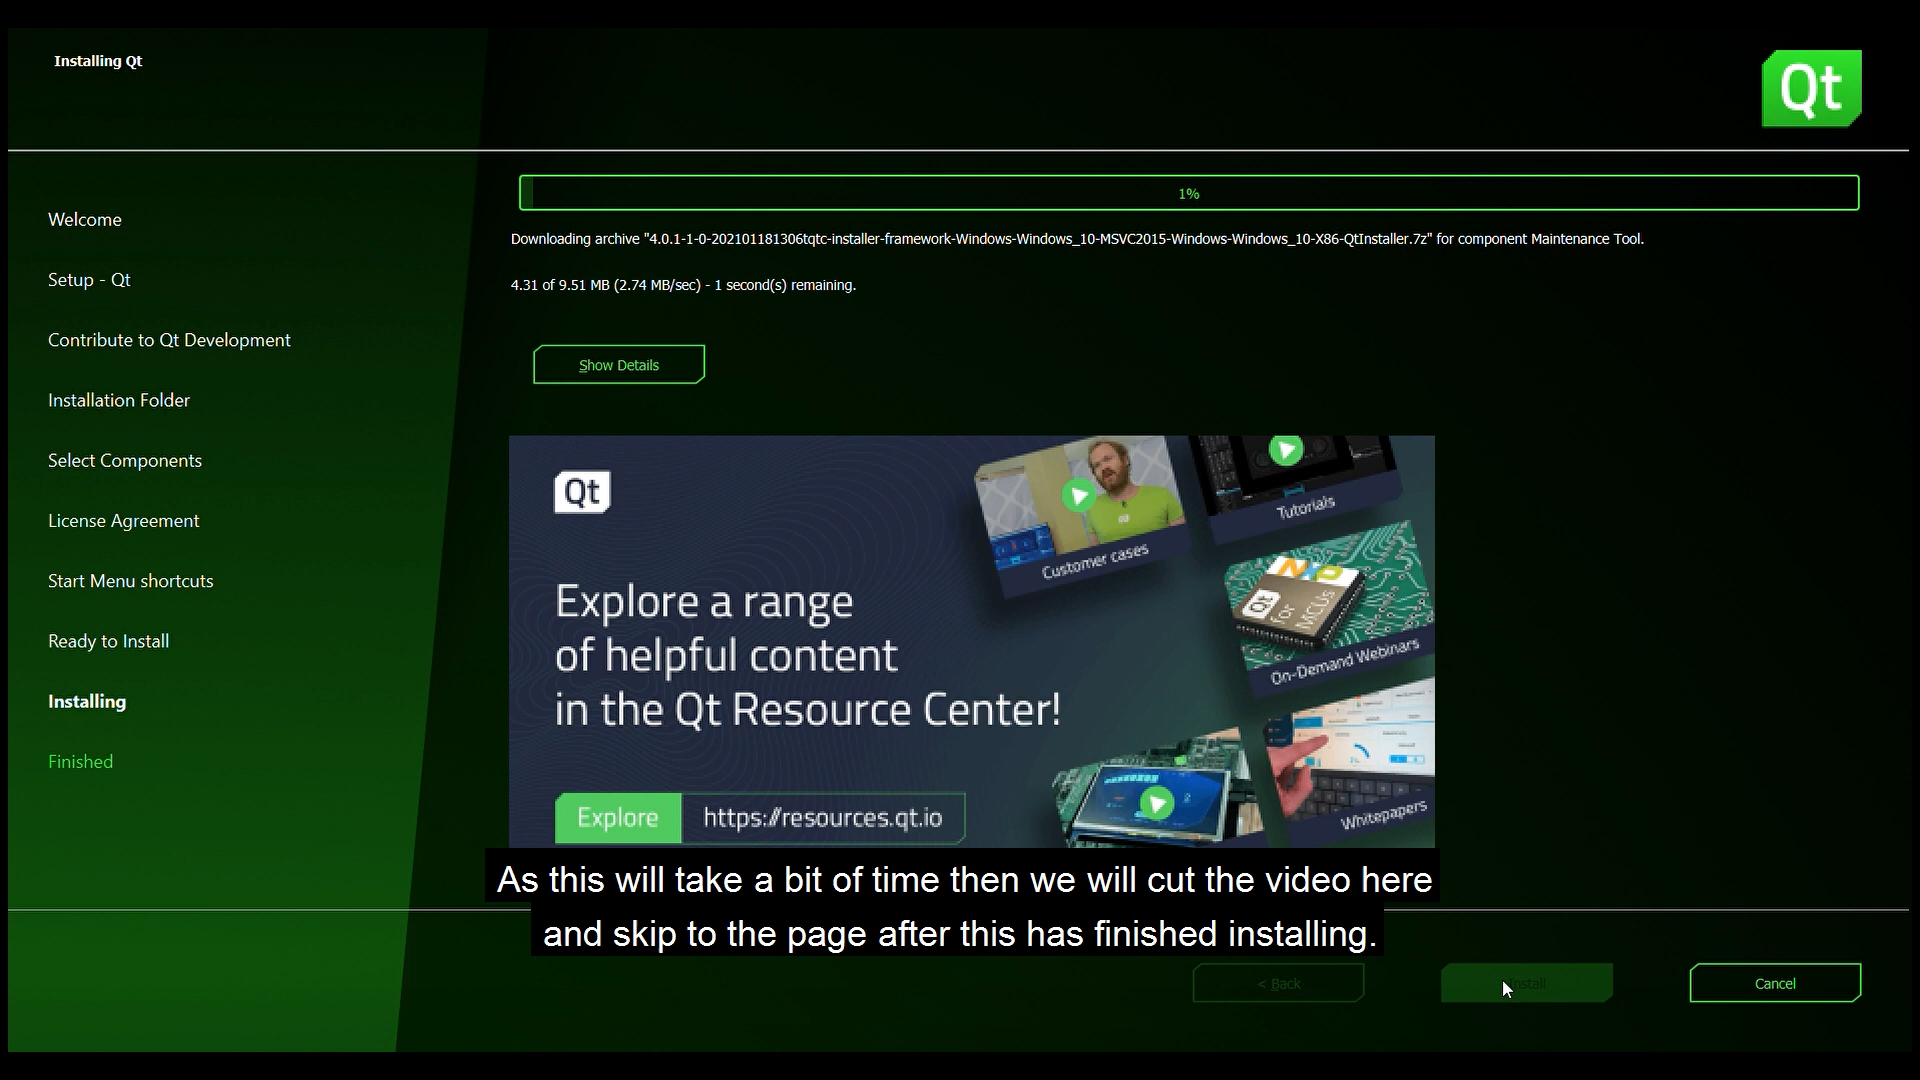 Installing Qt
Qt
1%
Welcome
Downloading archive "4.0.1-1-0-202101181306tqtc-installer-framework-Windows-Windows_10-MSVC2015-Windows-Windows_10-X86-QtInstaller.7z" for component Maintenance Tool.
Setup - Qt
4.31 of 9.51 MB (2.74 MB/sec) - 1 second(s) remaining.
Contribute to Qt Development
Show Details
Installation Folder
Select Components
License Agreement
Start Menu shortcuts
Ready to Install
Installing
Finished
Qt
Customer cases
Tutorials
Qt
for
MCUs
NXP
On-Demand Webinars
Explore a range
of helpful content
in the Qt Resource Center!
Whitepapers
Explore https://resources.qt.io
As this will take a bit of time then we will cut the video here
and skip to the page after this has finished installing.
< Back
Install
Cancel